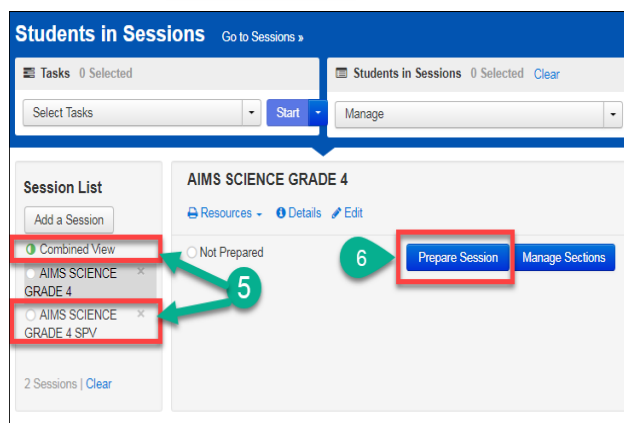 Students in Sessions Go to Sessions »
Tasks 0 Selected
Students in Sessions 0 Selected Clear
Select Tasks
Start
Manage
Session List
Add a Session
Combined View
AIMS SCIENCE ×
GRADE 4
AIMS SCIENCE ×
GRADE 4 SPV
2 Sessions | Clear
5
AIMS SCIENCE GRADE 4
Resources Details Edit
Not Prepared
6
Prepare Session
Manage Sections